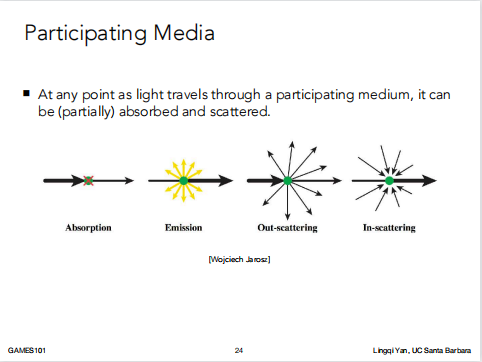 Participating Media
At any point as light travels through a participating medium, it can
be (partially) absorbed and scattered.
Absorption Emission Out-scattering In-scattering
[Wojciech Jarosz]
GAMES101 24 Lingqi Yan, UC Santa Barbara